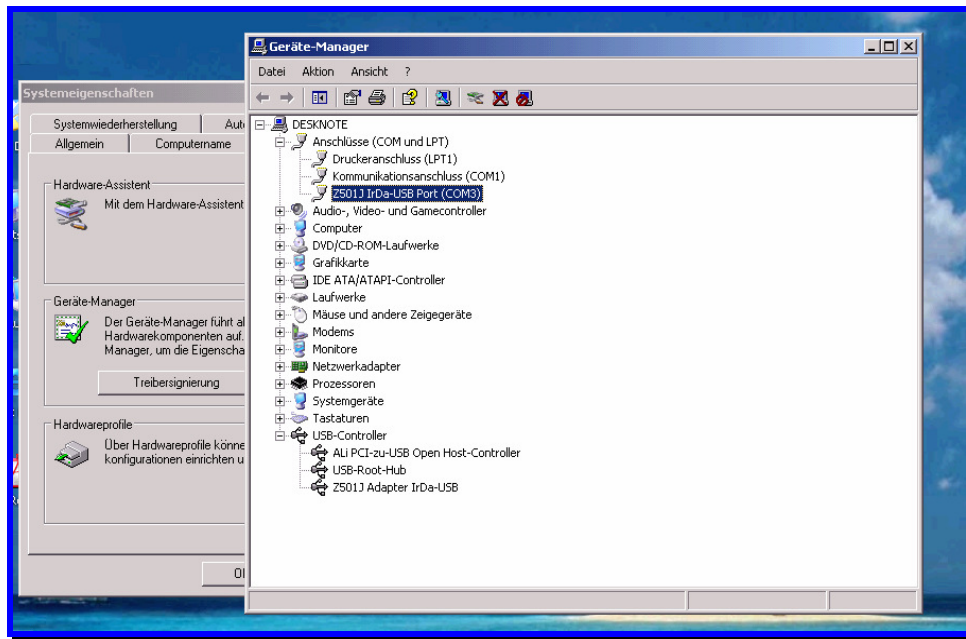 Geräte-Manager
Datei Aktion Ansicht ?
DESKNOTE
Anschlüsse (COM und LPT)
Druckeranschluss (LPT1)
Kommunikationsanschluss (COM1)
Z501J IrDa-USB Port (COM3)
Audio-, Video- und Gamecontroller
Computer
DVD/CD-ROM-Laufwerke
Grafikkarte
IDE ATA/ATAPI-Controller
Laufwerke
Mäuse und andere Zeigegeräte
Modems
Monitore
Netzwerkadapter
Prozessoren
Systemgeräte
Tastaturen
USB-Controller
ALi PCI-zu-USB Open Host-Controller
USB-Root-Hub
Z501J Adapter IrDa-USB
Systemeigenschaften
Systemwiederherstellung
Allgemein Computername
Hardware-Assistent
Mit dem Hardware-Assistent
Geräte-Manager
Der Geräte-Manager führt
Hardwarekomponenten auf.
Manager, um die
Treibersignierung
Hardwareprofile
Über Hardwareprofile
konfigurationen einrichten